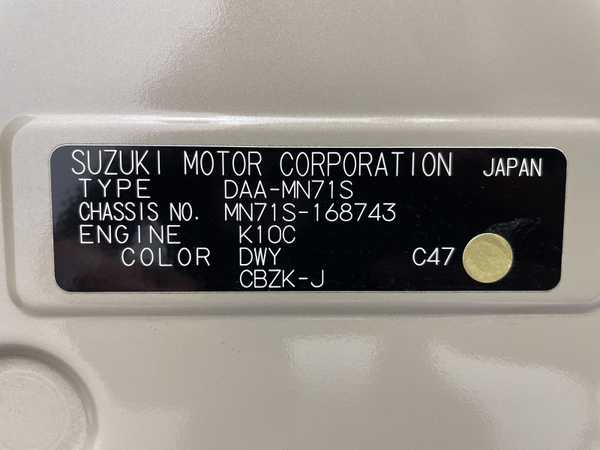 SUZUKI MOTOR CORPORATION JAPAN
TYPE DAA-MN71S
CHASSIS NO. MN71S-168743
ENGINE K10C
COLOR DWY C47
CBZK-J